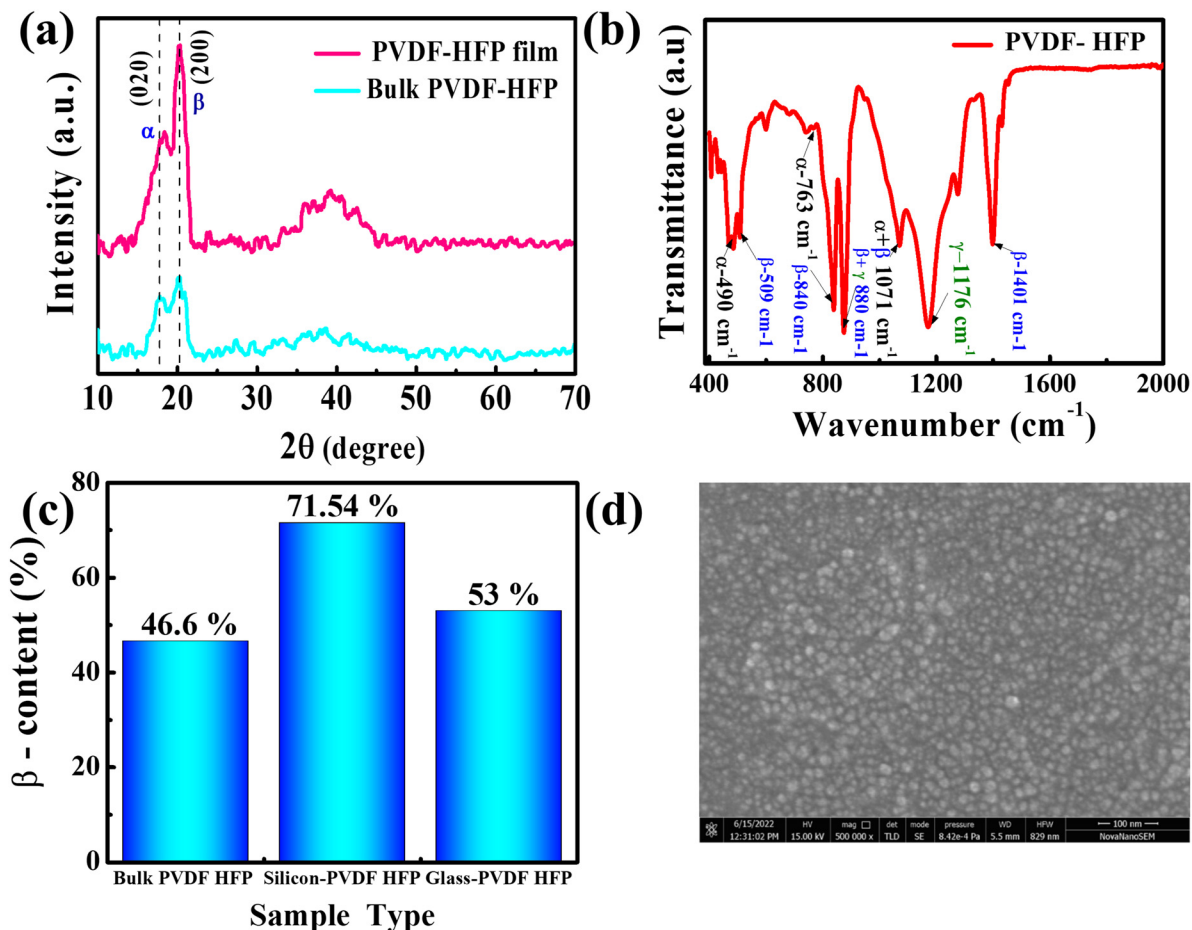 (a)
(020)
(200)
PVDF-HFP film
Bulk PVDF-HFP
α
β
Intensity (a.u.)
10 20 30 40 50 60 70
2θ (degree)
(b)
PVDF- HFP
Transmittance (a.u)
α-490 cm⁻¹
β-509 cm-1
α-763 cm⁻¹
β-840 cm-1
β+ γ 880 cm-1
α+β 1071 cm⁻¹
γ–1176 cm⁻¹
β-1401 cm-1
400 800 1200 1600 2000
Wavenumber (cm⁻¹)
(c)
β - content (%)
80
60
40
20
0
46.6 %
71.54 %
53 %
Bulk PVDF HFP Silicon-PVDF HFP Glass-PVDF HFP
Sample Type
(d)
6/15/2022 HV mag det mode pressure WD HFW 100 nm
12:31:02 PM 15.00 kV 500 000 x TLD SE 8.42e-4 Pa 5.5 mm 829 nm NovaNanoSEM